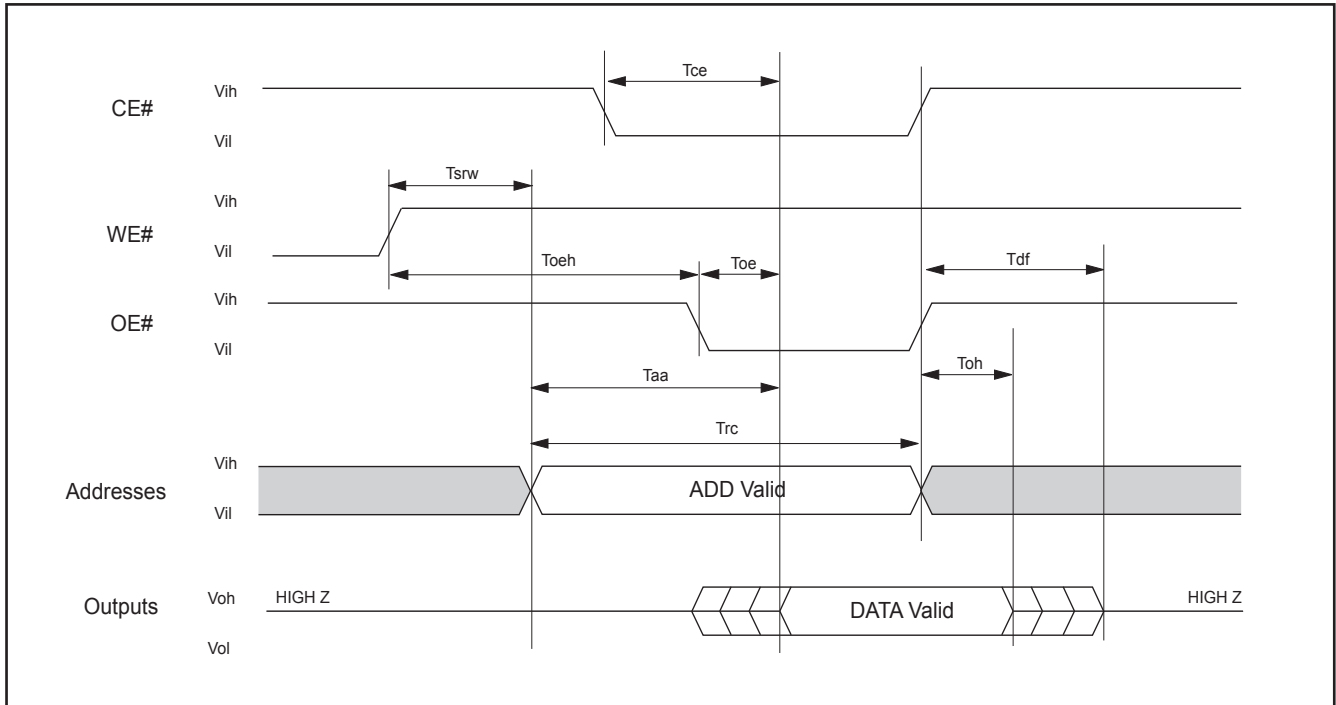 Tce
Vih
CE#
Vil
Tsrw
Vih
WE#
Vil
Toeh
Toe
Tdf
Vih
OE#
Vil
Taa
Toh
Trc
Vih
Addresses
ADD Valid
Vil
Outputs
Voh
HIGH Z
DATA Valid
HIGH Z
Vol